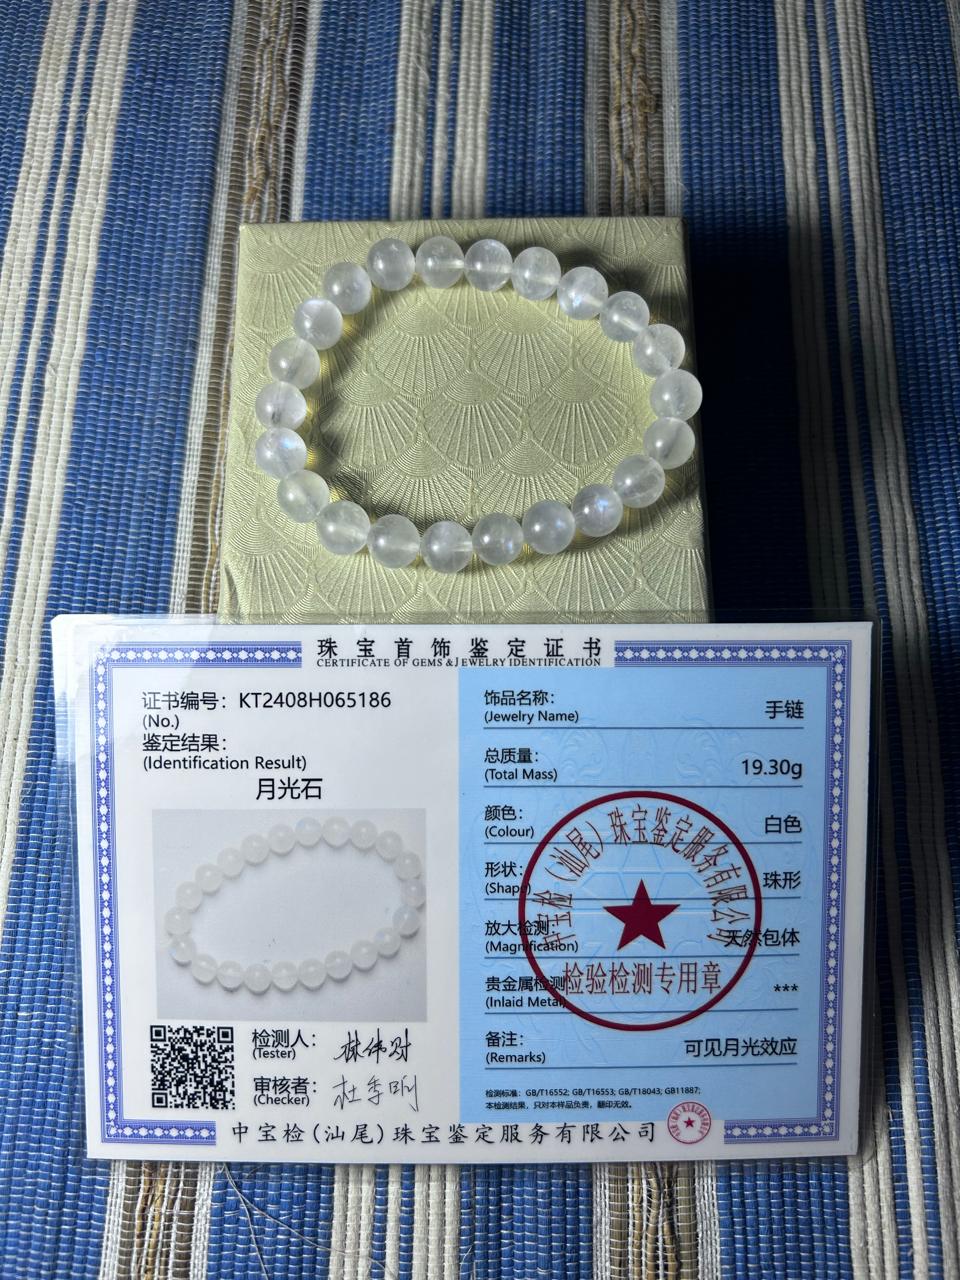 珠宝首饰鉴定证书
CERTIFICATE OF GEMS &JEWELRY IDENTIFICATION
证书编号：KT2408H065186
(No.)
鉴定结果：
(Identification Result)
月光石
检测人：
(Tester)
审核者：
(Checker)
饰品名称：
(Jewelry Name)
手链
总质量：
(Total Mass)
19.30g
颜色：
(Colour)
白色
形状：
(Shape)
珠形
放大检测：
(Magnification)
天然包体
贵金属检测
(Inlaid Metal)
***
备注：
(Remarks)
可见月光效应
中宝检（汕尾）珠宝鉴定服务有限公司
检验检测专用章
检测标准：GB/T16552; GB/T16553; GB/T18043; GB11887;
本检测结果，只对本样品负责，翻印无效。
中宝检(汕尾)珠宝鉴定服务有限公司